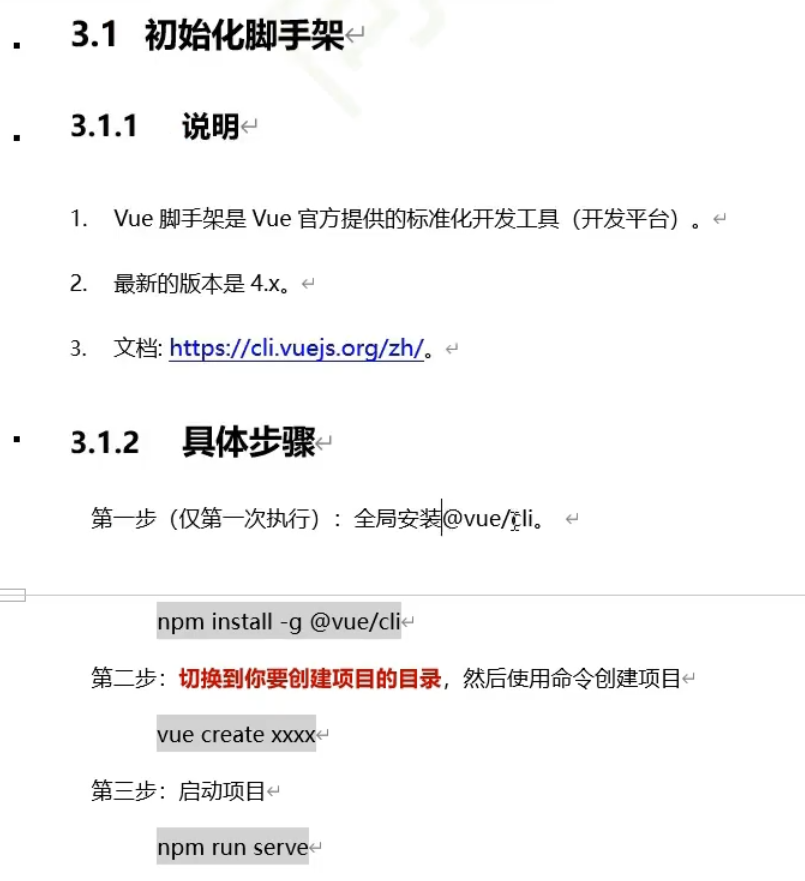 3.1 初始化脚手架
3.1.1 说明
1. Vue 脚手架是 Vue 官方提供的标准化开发工具（开发平台）。
2. 最新的版本是 4.x。
3. 文档: https://cli.vuejs.org/zh/。
3.1.2 具体步骤
第一步（仅第一次执行）：全局安装@vue/cli。
npm install -g @vue/cli
第二步：切换到你要创建项目的目录，然后使用命令创建项目
vue create xxxx
第三步：启动项目
npm run serve